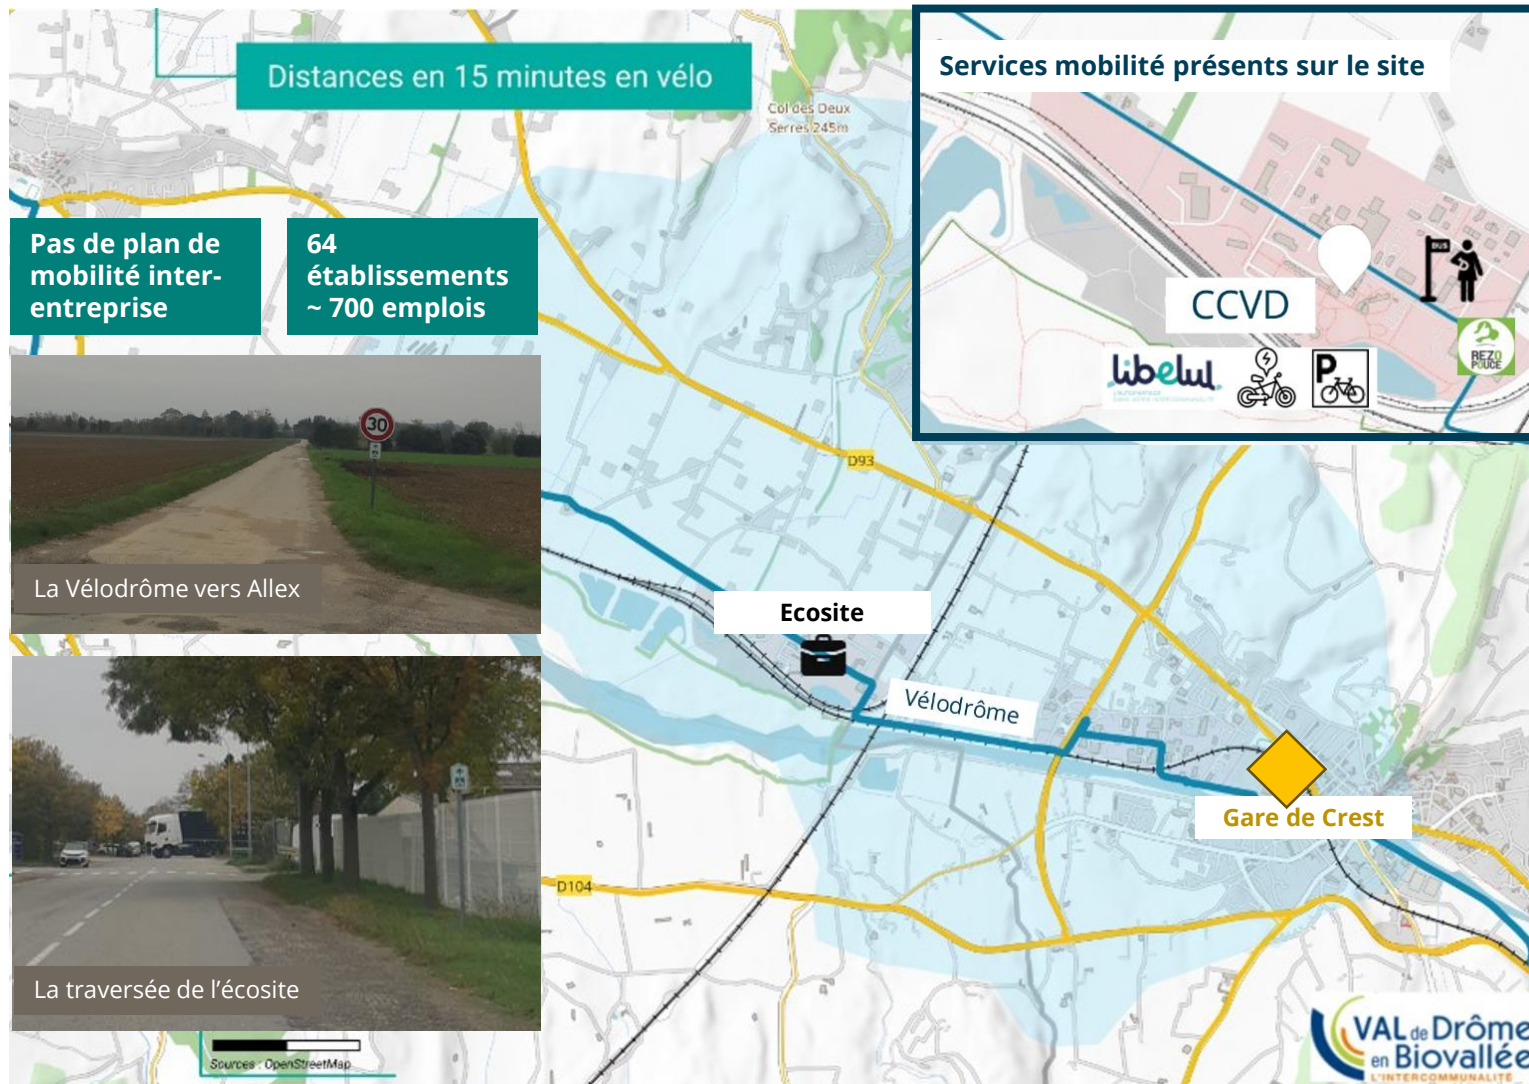 Distances en 15 minutes en vélo
Col des Deux
Serres 245m
Services mobilité présents sur le site
Pas de plan de
mobilité inter-
entreprise
64
établissements
~ 700 emplois
BUS
CCVD
REZO
POUCE
libelul
P
30
D93
La Vélodrôme vers Allex
Ecosite
Vélodrôme
Gare de Crest
D104
La traversée de l'écosite
Sources : OpenStreetMap
VAL de Drôme
en Biovallée
L'INTERCOMMUNALITÉ